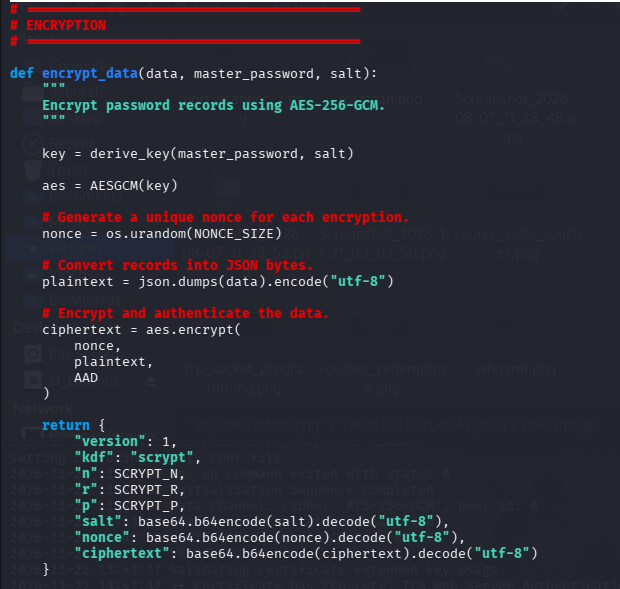 # ========================================
# ENCRYPTION
# ========================================
def encrypt_data(data, master_password, salt):
    """
    Encrypt password records using AES-256-GCM.
    """
    key = derive_key(master_password, salt)
    aes = AESGCM(key)
    # Generate a unique nonce for each encryption.
    nonce = os.urandom(NONCE_SIZE)
    # Convert records into JSON bytes.
    plaintext = json.dumps(data).encode("utf-8")
    # Encrypt and authenticate the data.
    ciphertext = aes.encrypt(
        nonce,
        plaintext,
        AAD
    )
    return {
        "version": 1,
        "kdf": "scrypt",
        "n": SCRYPT_N,
        "r": SCRYPT_R,
        "p": SCRYPT_P,
        "salt": base64.b64encode(salt).decode("utf-8"),
        "nonce": base64.b64encode(nonce).decode("utf-8"),
        "ciphertext": base64.b64encode(ciphertext).decode("utf-8")
    }